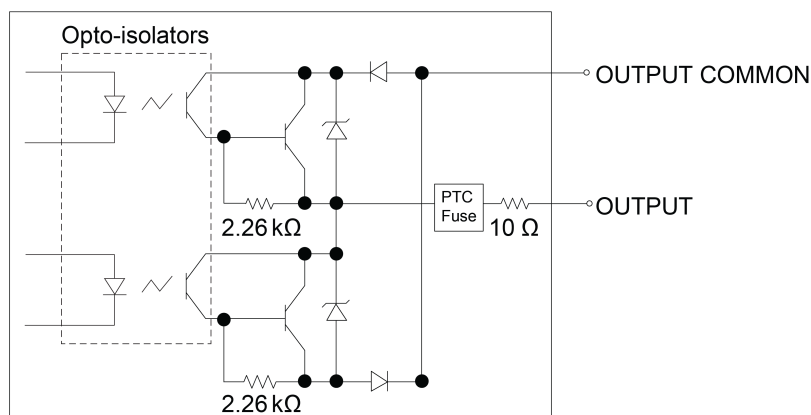 Opto-isolators
OUTPUT COMMON
PTC
Fuse
OUTPUT
2.26 kΩ
10 Ω
2.26 kΩ